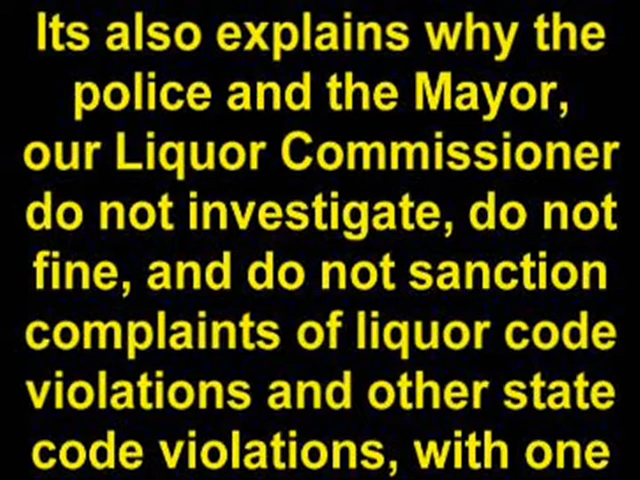 Its also explains why the
police and the Mayor,
our Liquor Commissioner
do not investigate, do not
fine, and do not sanction
complaints of liquor code
violations and other state
code violations, with one